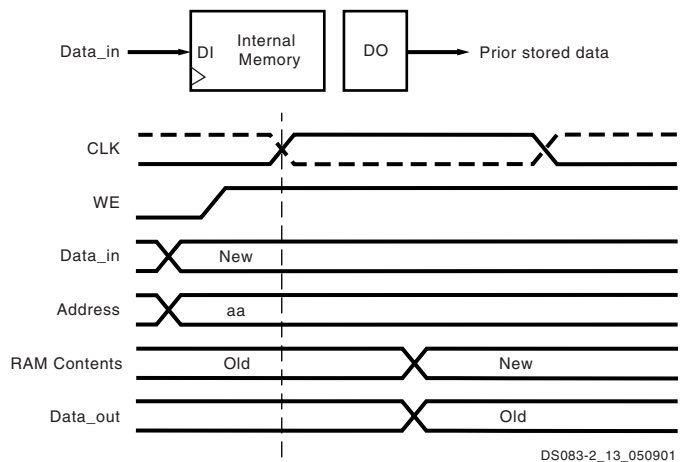 Data_in
DI
Internal
Memory
DO
Prior stored data
CLK
WE
Data_in
New
Address
aa
RAM Contents
Old
New
Data_out
Old
DS083-2_13_050901